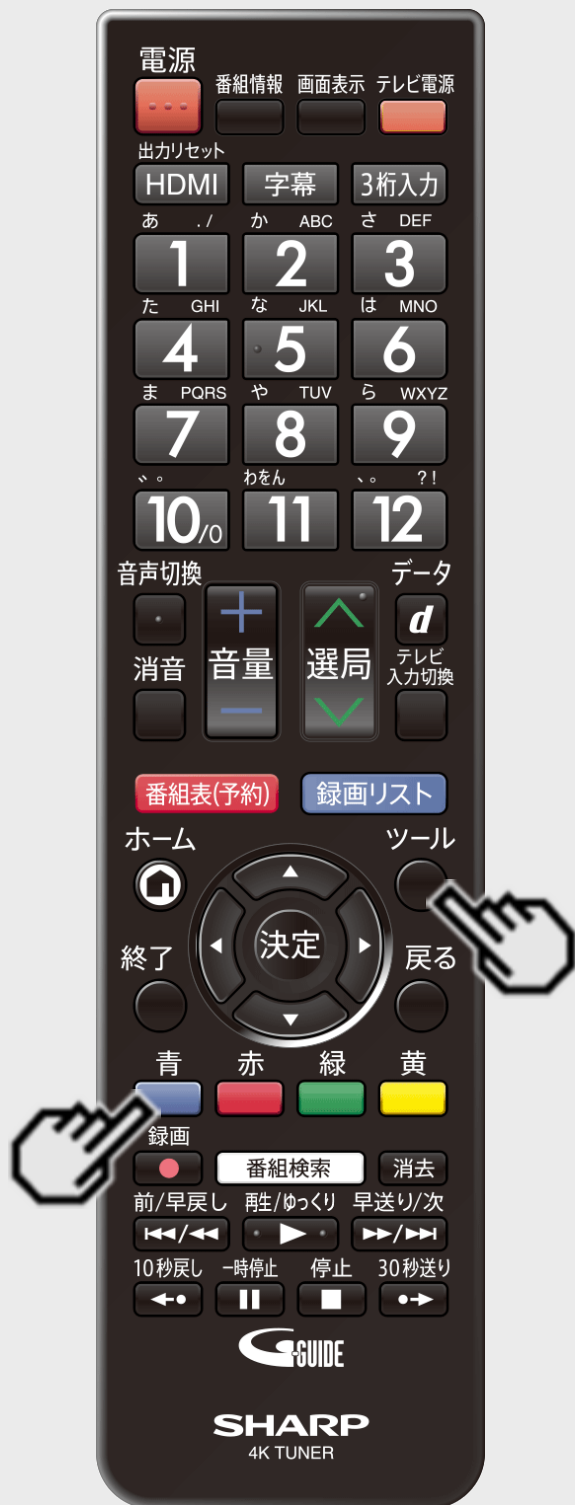 電源
番組情報 画面表示 テレビ電源
出力リセット
HDMI 字幕 3桁入力
あ ./ か ABC さ DEF
1 2 3
た GHI な JKL は MNO
4 5 6
ま PQRS や TUV ら WXYZ
7 8 9
゛゜ わをん 、。 ?!
10/0 11 12
音声切換 データ
＋ d
消音 音量 選局 テレビ
入力切換
−
番組表(予約) 録画リスト
ホーム ツール
決定
終了 戻る
青 赤 緑 黄
録画
番組検索 消去
前/早戻し 再生/ゆっくり 早送り/次
10秒戻し 一時停止 停止 30秒送り
G-GUIDE
SHARP
4K TUNER